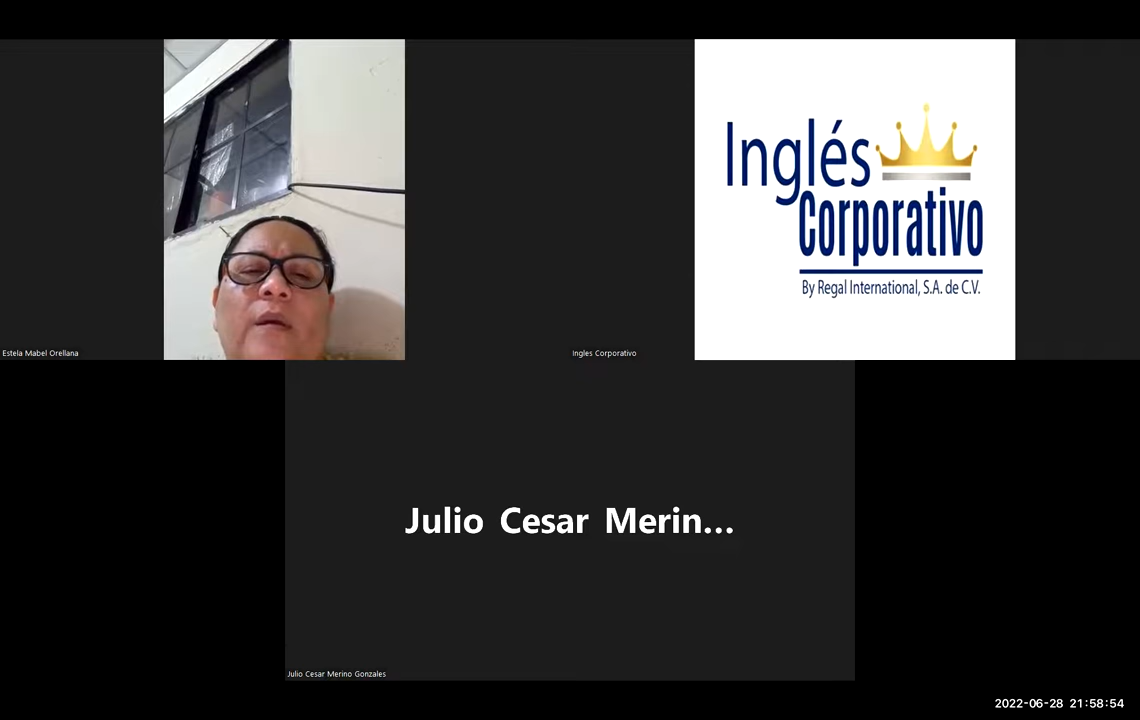 Inglés
Corporativo
By Regal International, S.A. de C.V.
Estela Mabel Orellana
Ingles Corporativo
Julio Cesar Merin...
Julio Cesar Merino Gonzales
2022-06-28 21:58:54